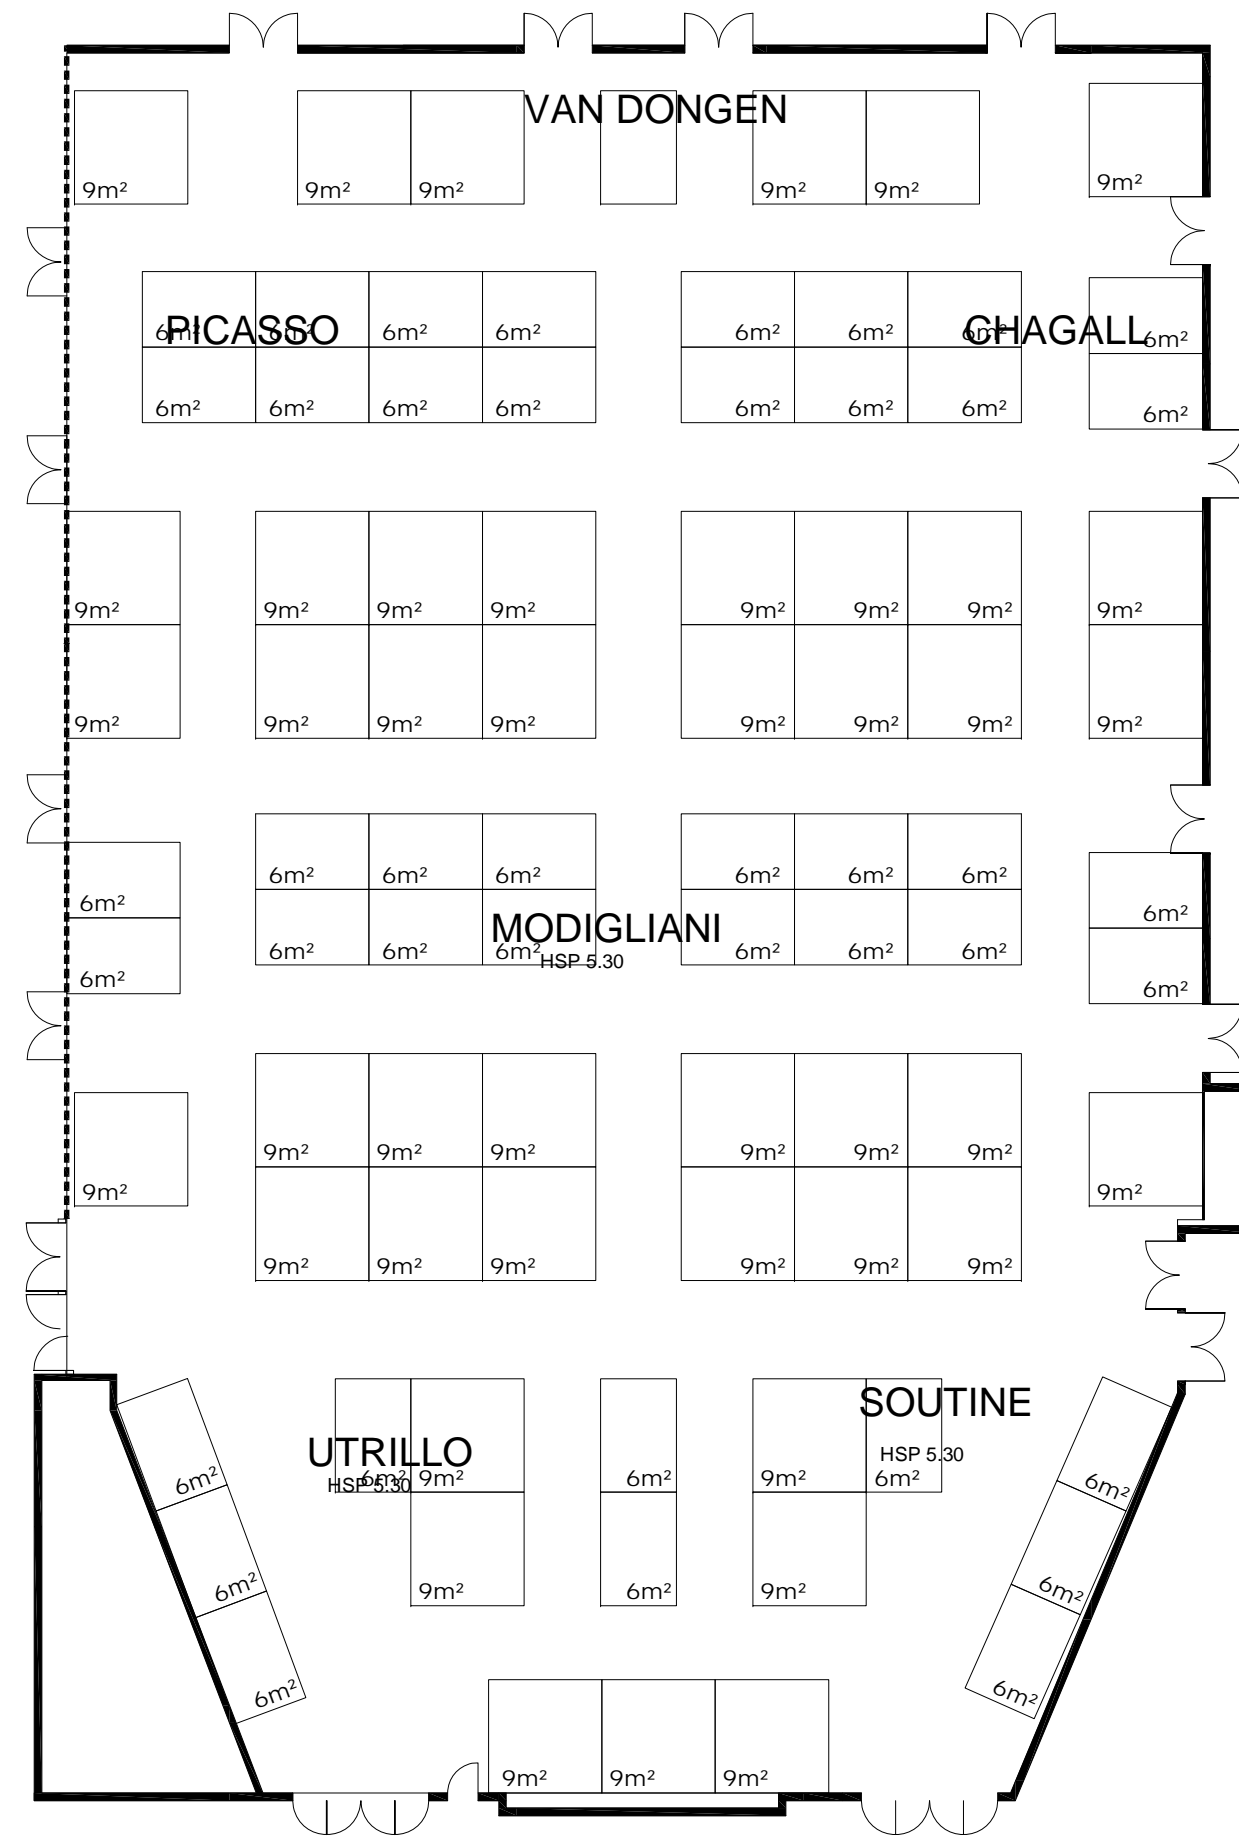 VAN DONGEN
9m² 9m² 9m² 9m² 9m² 9m²
PICASSO CHAGALL
6m² 6m² 6m² 6m² 6m² 6m² 6m² 6m²
6m² 6m² 6m² 6m² 6m² 6m² 6m² 6m²
9m² 9m² 9m² 9m² 9m² 9m² 9m² 9m²
9m² 9m² 9m² 9m² 9m² 9m² 9m² 9m²
6m² 6m² 6m² 6m² 6m² 6m² 6m² 6m²
MODIGLIANI
6m² 6m² 6m² 6m² 6m² 6m² 6m² 6m²
HSP 5.30
9m² 9m² 9m² 9m² 9m² 9m²
9m² 9m²
9m² 9m² 9m² 9m² 9m² 9m²
SOUTINE
UTRILLO HSP 5.30
6m² 6m² 9m² 6m² 9m² 6m² 6m²
HSP 5.30
6m² 9m² 6m² 9m² 6m²
6m² 6m²
9m² 9m² 9m²